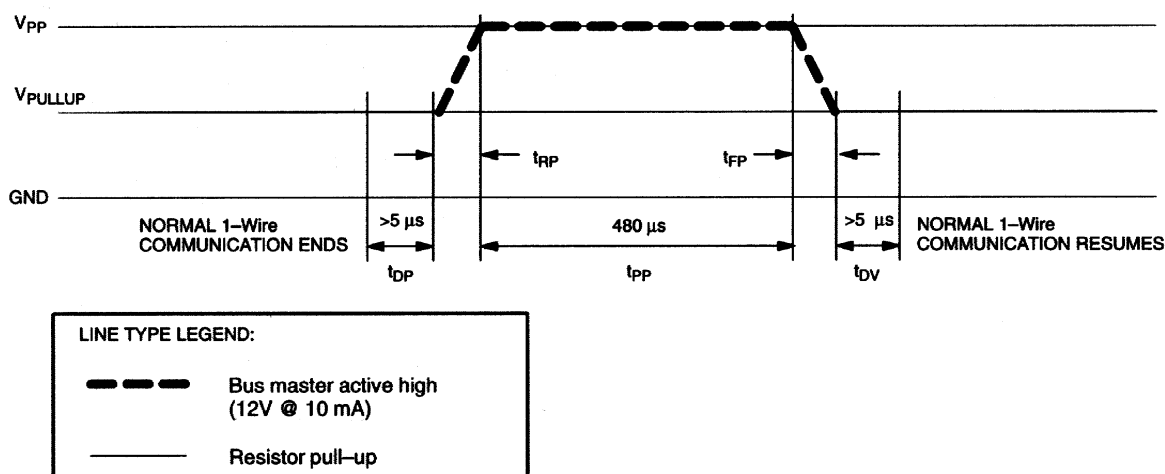 VPP
VPULLUP
tRP
tFP
GND
NORMAL 1–Wire
COMMUNICATION ENDS
>5 µs
480 µs
>5 µs
NORMAL 1–Wire
COMMUNICATION RESUMES
tDP
tPP
tDV
LINE TYPE LEGEND:
Bus master active high
(12V @ 10 mA)
Resistor pull–up